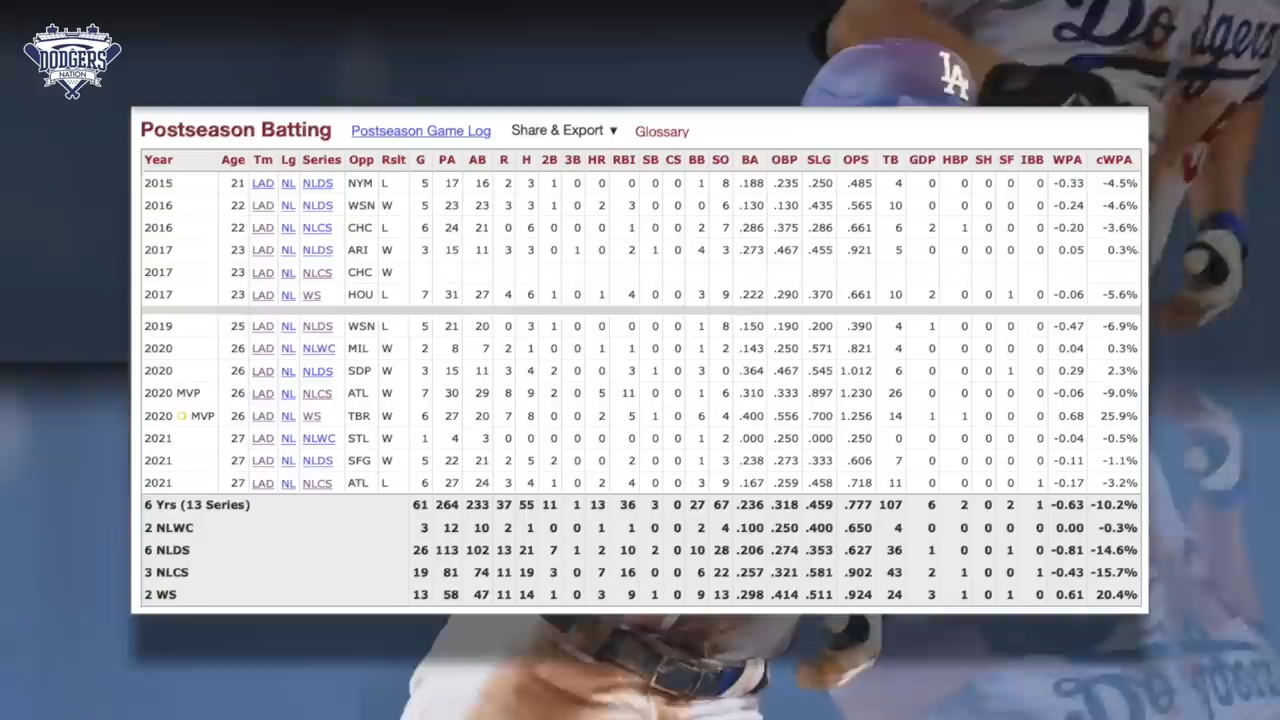 DODGERS
NATION
LA
Dodgers
Postseason Batting Postseason Game Log Share & Export ▼ Glossary
Year Age Tm Lg Series Opp Rslt G PA AB R H 2B 3B HR RBI SB CS BB SO BA OBP SLG OPS TB GDP HBP SH SF IBB WPA cWPA
2015 21 LAD NL NLDS NYM L 5 17 16 2 3 1 0 0 0 0 0 1 8 .188 .235 .250 .485 4 0 0 0 0 0 -0.33 -4.5%
2016 22 LAD NL NLDS WSN W 5 23 23 3 3 1 0 2 3 0 0 0 6 .130 .130 .435 .565 10 0 0 0 0 0 -0.24 -4.6%
2016 22 LAD NL NLCS CHC L 6 24 21 0 6 0 0 0 1 0 0 2 7 .286 .375 .286 .661 6 2 1 0 0 0 -0.20 -3.6%
2017 23 LAD NL NLDS ARI W 3 15 11 3 3 0 1 0 2 1 0 4 3 .273 .467 .455 .921 5 0 0 0 0 0 0.05 0.3%
2017 23 LAD NL NLCS CHC W
2017 23 LAD NL WS HOU L 7 31 27 4 6 1 0 1 4 0 0 3 9 .222 .290 .370 .661 10 2 0 0 1 0 -0.06 -5.6%
2019 25 LAD NL NLDS WSN L 5 21 20 0 3 1 0 0 0 0 0 1 8 .150 .190 .200 .390 4 1 0 0 0 0 -0.47 -6.9%
2020 26 LAD NL NLWC MIL W 2 8 7 2 1 0 0 1 1 0 0 1 2 .143 .250 .571 .821 4 0 0 0 0 0 0.04 0.3%
2020 26 LAD NL NLDS SDP W 3 15 11 3 4 2 0 0 3 1 0 3 0 .364 .467 .545 1.012 6 0 0 0 1 0 0.29 2.3%
2020 MVP 26 LAD NL NLCS ATL W 7 30 29 8 9 2 0 5 11 0 0 1 6 .310 .333 .897 1.230 26 0 0 0 0 0 -0.06 -9.0%
2020 MVP 26 LAD NL WS TBR W 6 27 20 7 8 0 0 2 5 1 0 6 4 .400 .556 .700 1.256 14 1 1 0 0 0 0.68 25.9%
2021 27 LAD NL NLWC STL W 1 4 3 0 0 0 0 0 0 0 0 1 2 .000 .250 .000 .250 0 0 0 0 0 0 -0.04 -0.5%
2021 27 LAD NL NLDS SFG W 5 22 21 2 5 2 0 0 2 0 0 1 3 .238 .273 .333 .606 7 0 0 0 0 0 -0.11 -1.1%
2021 27 LAD NL NLCS ATL L 6 27 24 3 4 1 0 2 4 0 0 3 9 .167 .259 .458 .718 11 0 0 0 0 1 -0.17 -3.2%
6 Yrs (13 Series) 61 264 233 37 55 11 1 13 36 3 0 27 67 .236 .318 .459 .777 107 6 2 0 2 1 -0.63 -10.2%
2 NLWC 3 12 10 2 1 0 0 1 1 0 0 2 4 .100 .250 .400 .650 4 0 0 0 0 0 0.00 -0.3%
6 NLDS 26 113 102 13 21 7 1 2 10 2 0 10 28 .206 .274 .353 .627 36 1 0 0 1 0 -0.81 -14.6%
3 NLCS 19 81 74 11 19 3 0 7 16 0 0 6 22 .257 .321 .581 .902 43 2 1 0 0 1 -0.43 -15.7%
2 WS 13 58 47 11 14 1 0 3 9 1 0 9 13 .298 .414 .511 .924 24 3 1 0 1 0 0.61 20.4%
Dodgers